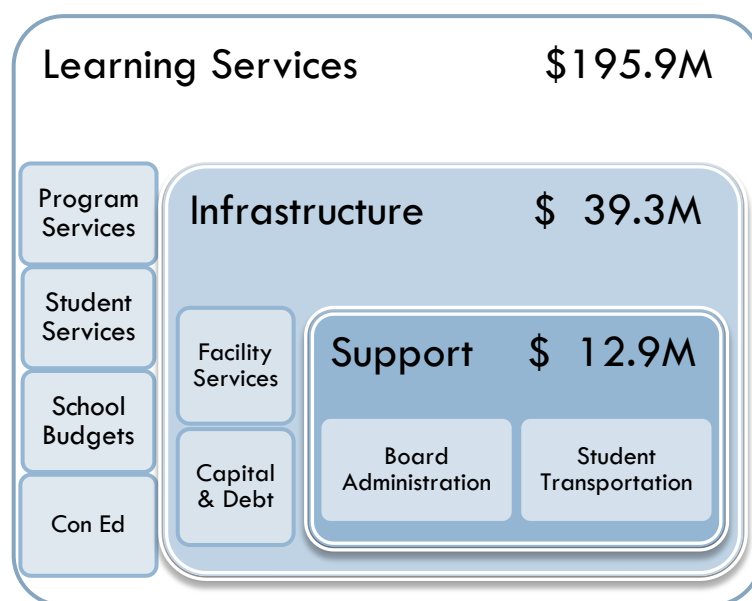 Learning Services $195.9M
Program
Services
Student
Services
School
Budgets
Con Ed
Infrastructure $ 39.3M
Facility
Services
Capital
& Debt
Support $ 12.9M
Board
Administration
Student
Transportation